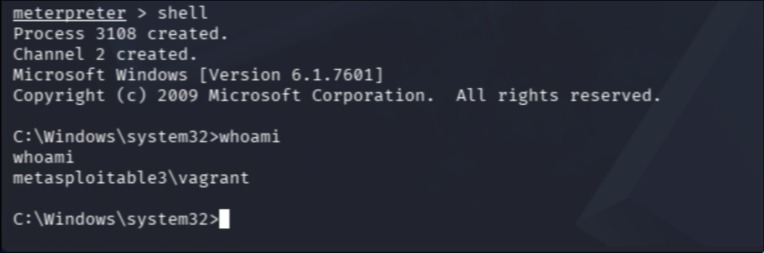 meterpreter > shell
Process 3108 created.
Channel 2 created.
Microsoft Windows [Version 6.1.7601]
Copyright (c) 2009 Microsoft Corporation.  All rights reserved.
C:\Windows\system32>whoami
whoami
metasploitable3\vagrant
C:\Windows\system32>